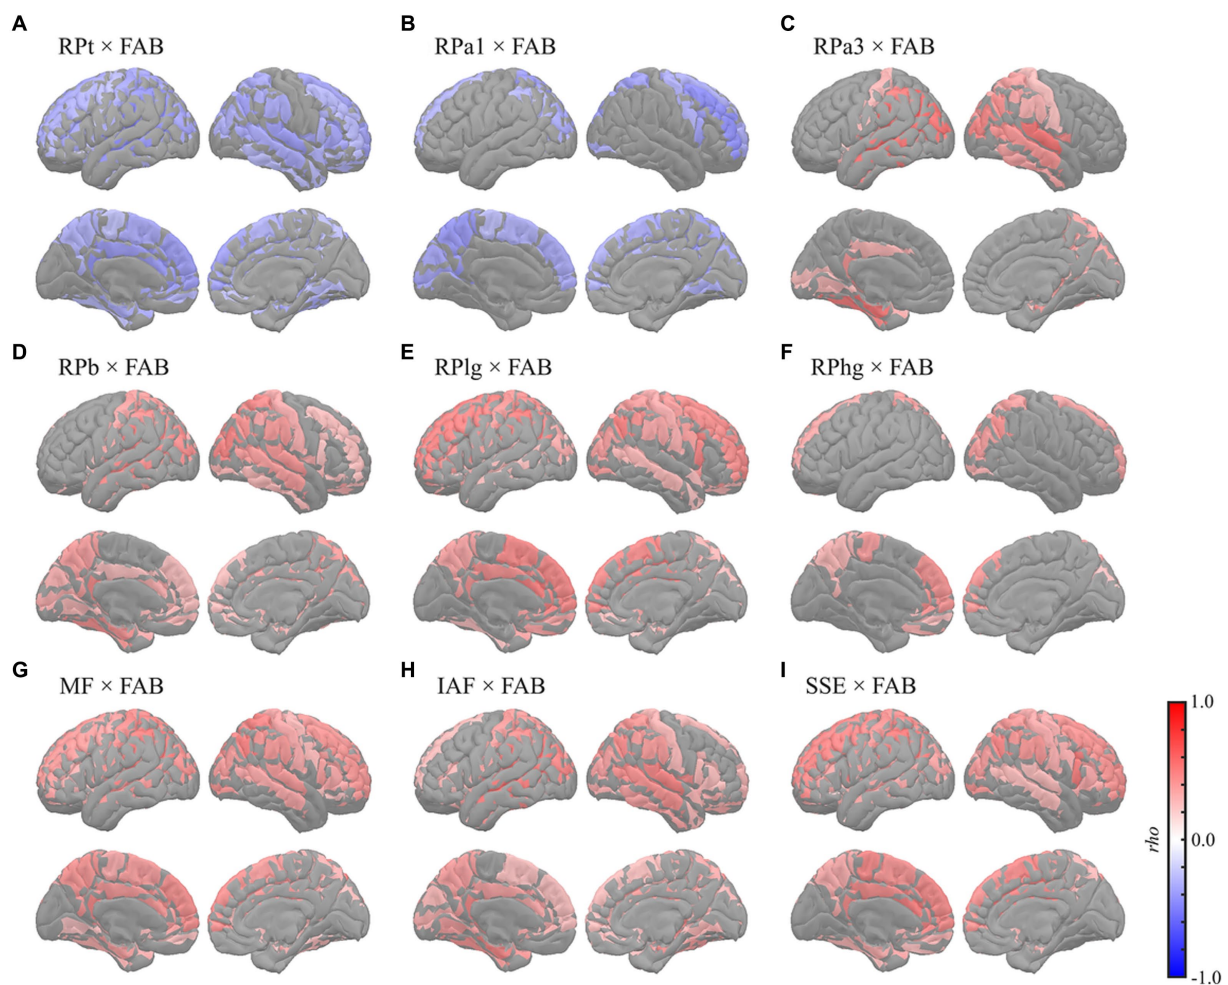 A
RPt × FAB
B
RPa1 × FAB
C
RPa3 × FAB
D
RPb × FAB
E
RPlg × FAB
F
RPhg × FAB
G
MF × FAB
H
IAF × FAB
I
SSE × FAB
1.0
0.0
-1.0
rho